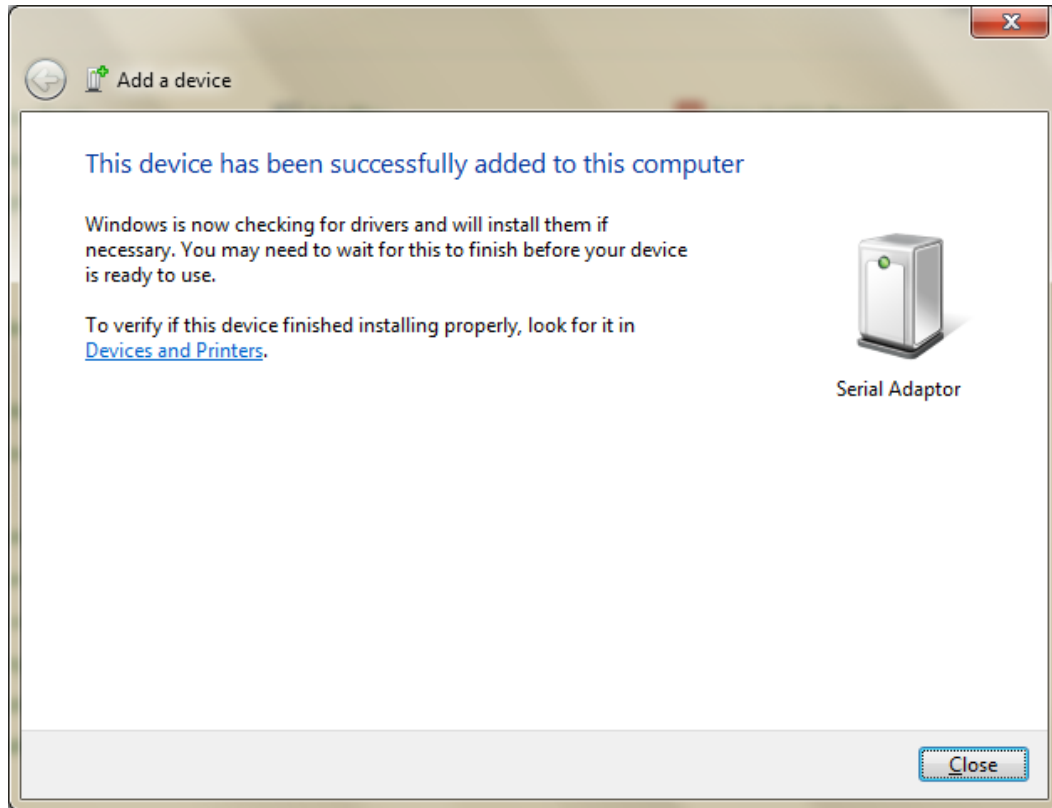 Add a device
This device has been successfully added to this computer
Windows is now checking for drivers and will install them if
necessary. You may need to wait for this to finish before your device
is ready to use.
To verify if this device finished installing properly, look for it in
Devices and Printers.
Serial Adaptor
Close